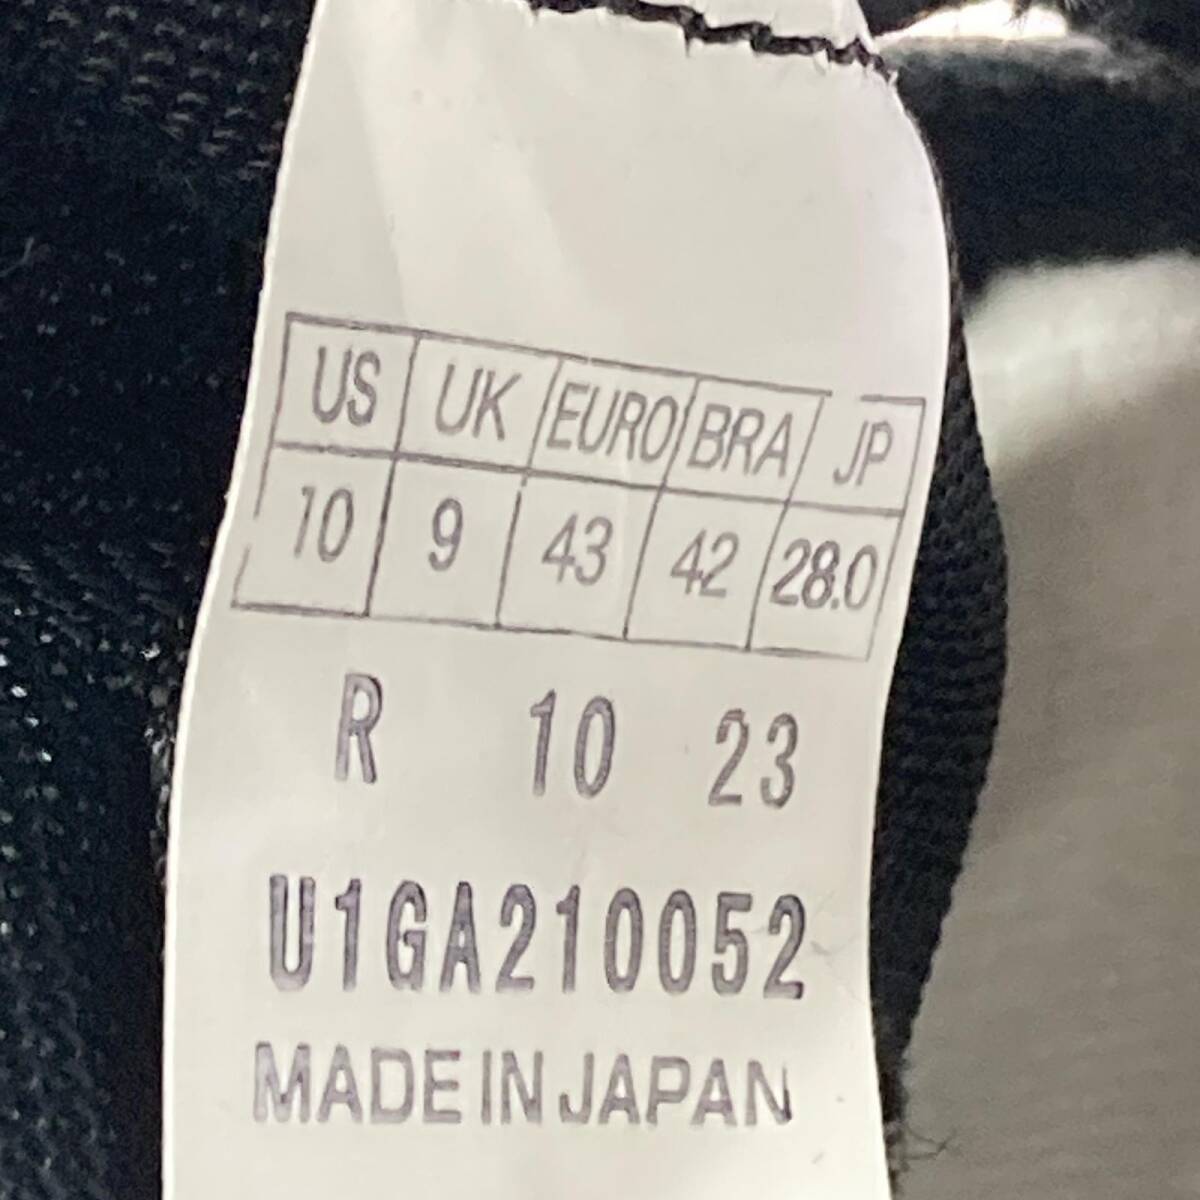 US UK EURO BRA JP
10 9 43 42 28.0
R 10 23
U1GA210052
MADE IN JAPAN